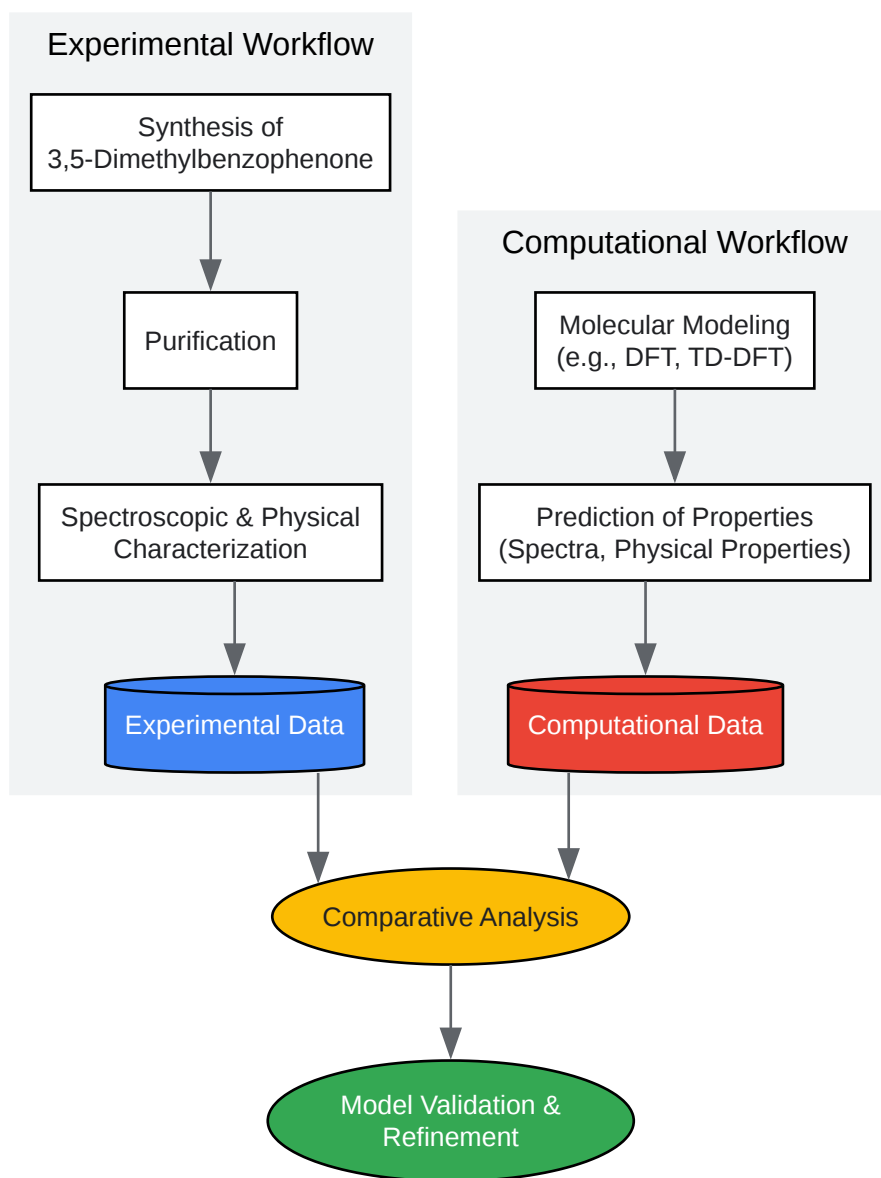 Experimental Workflow
Synthesis of
3,5-Dimethylbenzophenone
Purification
Spectroscopic & Physical
Characterization
Experimental Data
Computational Workflow
Molecular Modeling
(e.g., DFT, TD-DFT)
Prediction of Properties
(Spectra, Physical Properties)
Computational Data
Comparative Analysis
Model Validation &
Refinement